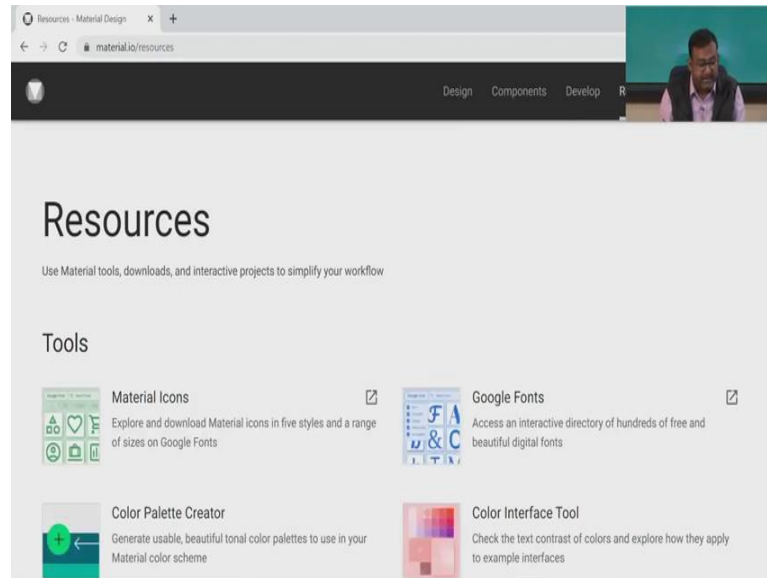 Resources - Material Design
material.io/resources
Design Components Develop R
Resources
Use Material tools, downloads, and interactive projects to simplify your workflow
Tools
Material Icons
Explore and download Material icons in five styles and a range
of sizes on Google Fonts
Google Fonts
Access an interactive directory of hundreds of free and
beautiful digital fonts
Color Palette Creator
Generate usable, beautiful tonal color palettes to use in your
Material color scheme
Color Interface Tool
Check the text contrast of colors and explore how they apply
to example interfaces